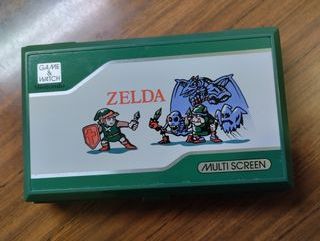 GAME
&
WATCH
Nintendo
ZELDA
MULTI SCREEN